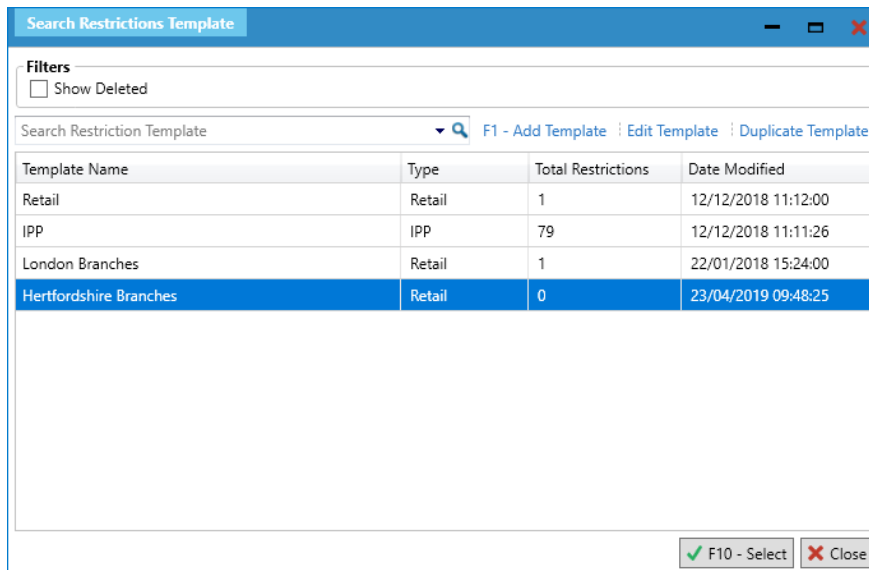 Search Restrictions Template
Filters
Show Deleted
Search Restriction Template F1 - Add Template Edit Template Duplicate Template
Template Name Type Total Restrictions Date Modified
Retail Retail 1 12/12/2018 11:12:00
IPP IPP 79 12/12/2018 11:11:26
London Branches Retail 1 22/01/2018 15:24:00
Hertfordshire Branches Retail 0 23/04/2019 09:48:25
F10 - Select Close